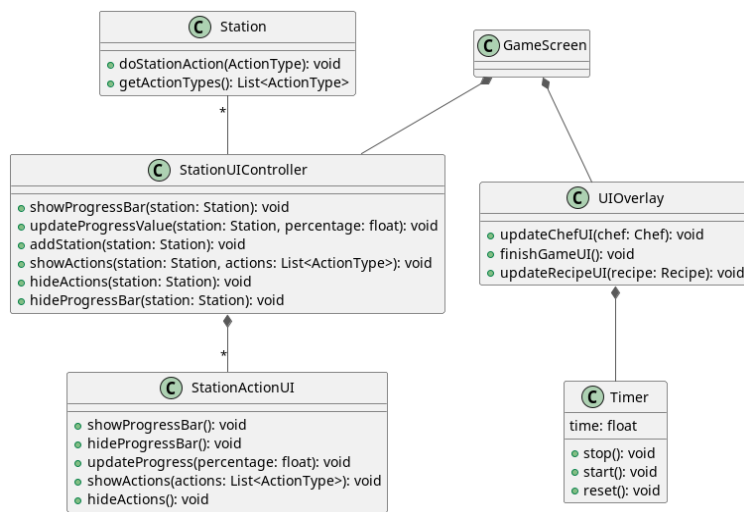 C Station
doStationAction(ActionType): void
getActionTypes(): List<ActionType>
C GameScreen
*
C StationUIController
showProgressBar(station: Station): void
updateProgressValue(station: Station, percentage: float): void
addStation(station: Station): void
showActions(station: Station, actions: List<ActionType>): void
hideActions(station: Station): void
hideProgressBar(station: Station): void
C UIOverlay
updateChefUI(chef: Chef): void
finishGameUI(): void
updateRecipeUI(recipe: Recipe): void
*
C StationActionUI
showProgressBar(): void
hideProgressBar(): void
updateProgress(percentage: float): void
showActions(actions: List<ActionType>): void
hideActions(): void
C Timer
time: float
stop(): void
start(): void
reset(): void